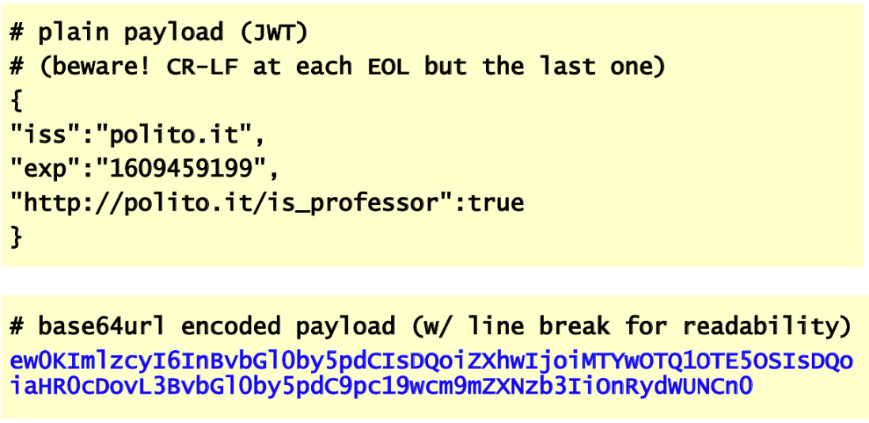 # plain payload (JWT)
# (beware! CR-LF at each EOL but the last one)
{
"iss":"polito.it",
"exp":"1609459199",
"http://polito.it/is_professor":true
}
# base64url encoded payload (w/ line break for readability)
ew0KImlzcyI6InBvbGl0by5pdCIsDQoiZXhwIjoiMTYwOTQ1OTE5OSIsDQo
iaHR0cDovL3BvbGl0by5pdC9pc19wcm9mZXNzb3IiOnRydWUNCn0